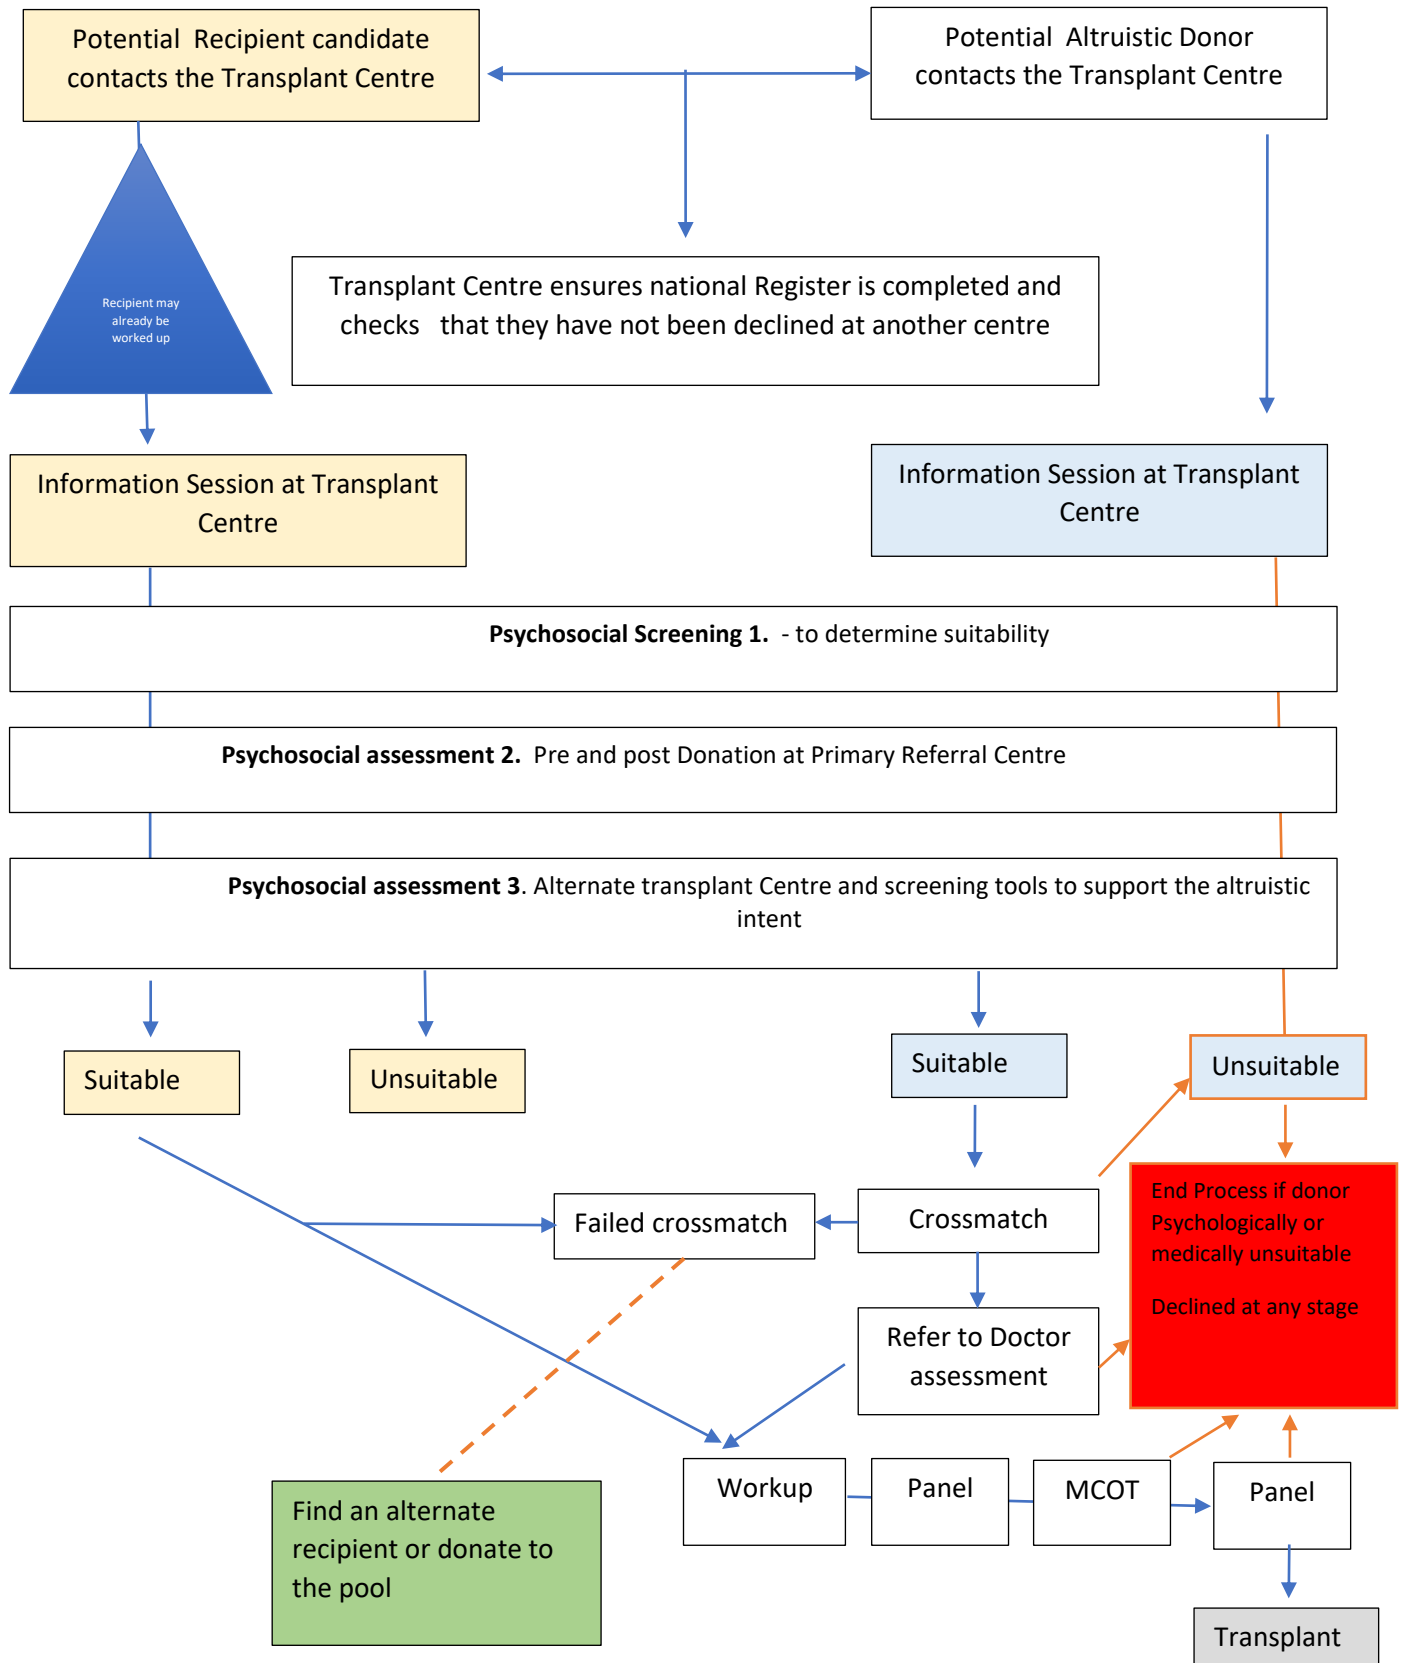 Potential Recipient candidate
contacts the Transplant Centre
Potential Altruistic Donor
contacts the Transplant Centre
Recipient may
already be
worked up
Transplant Centre ensures national Register is completed and
checks that they have not been declined at another centre
Information Session at Transplant
Centre
Information Session at Transplant
Centre
Psychosocial Screening 1. - to determine suitability
Psychosocial assessment 2. Pre and post Donation at Primary Referral Centre
Psychosocial assessment 3. Alternate transplant Centre and screening tools to support the altruistic
intent
Suitable
Unsuitable
Suitable
Unsuitable
Failed crossmatch
Crossmatch
End Process if donor
Psychologically or
medically unsuitable
Declined at any stage
Refer to Doctor
assessment
Workup
Panel
MCOT
Panel
Find an alternate
recipient or donate to
the pool
Transplant